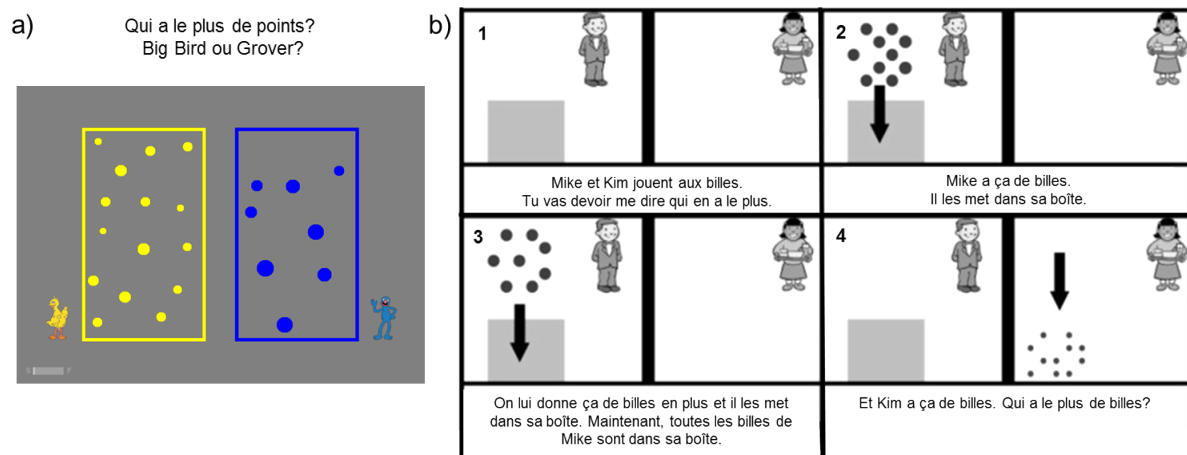 a)
Qui a le plus de points?
Big Bird ou Grover?
b)
1
2
Mike et Kim jouent aux billes.
Tu vas devoir me dire qui en a le plus.
Mike a ça de billes.
Il les met dans sa boîte.
3
4
On lui donne ça de billes en plus et il les met
dans sa boîte. Maintenant, toutes les billes de
Mike sont dans sa boîte.
Et Kim a ça de billes. Qui a le plus de billes?